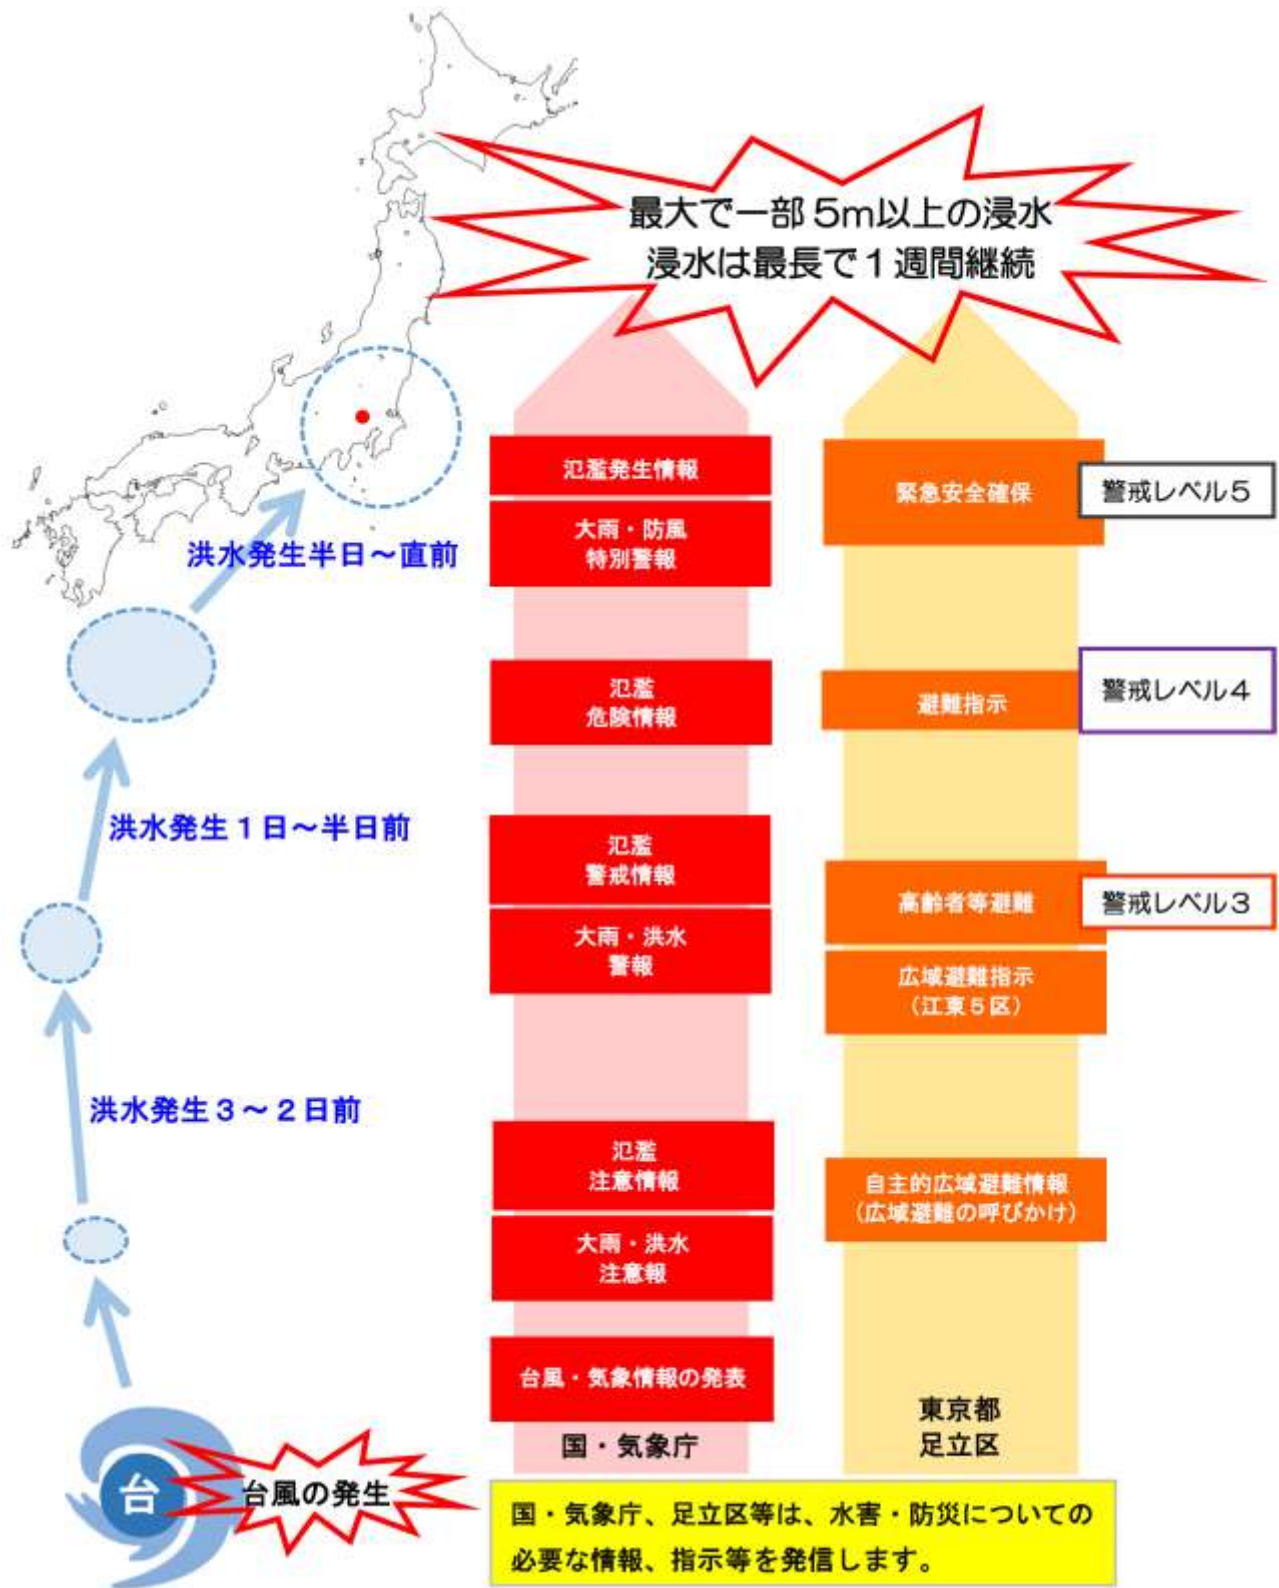 最大で一部5m以上の浸水
浸水は最長で1週間継続
氾濫発生情報
大雨・防風
特別警報
緊急安全確保
警戒レベル5
洪水発生半日～直前
氾濫
危険情報
避難指示
警戒レベル4
洪水発生1日～半日前
氾濫
警戒情報
大雨・洪水
警報
高齢者等避難
警戒レベル3
広域避難指示
(江東5区)
洪水発生3～2日前
氾濫
注意情報
大雨・洪水
注意報
自主的広域避難情報
(広域避難の呼びかけ)
台風・気象情報の発表
国・気象庁
東京都
足立区
台
台風の発生
国・気象庁、足立区等は、水害・防災についての
必要な情報、指示等を発信します。